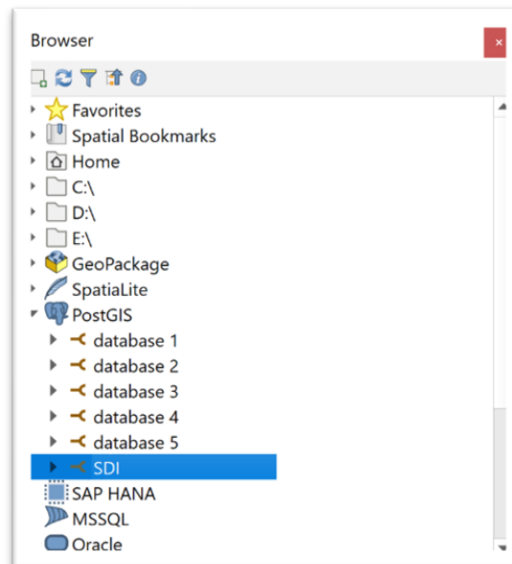 Browser
Favorites
Spatial Bookmarks
Home
C:\
D:\
E:\
GeoPackage
SpatiaLite
PostGIS
database 1
database 2
database 3
database 4
database 5
SDI
SAP HANA
MSSQL
Oracle